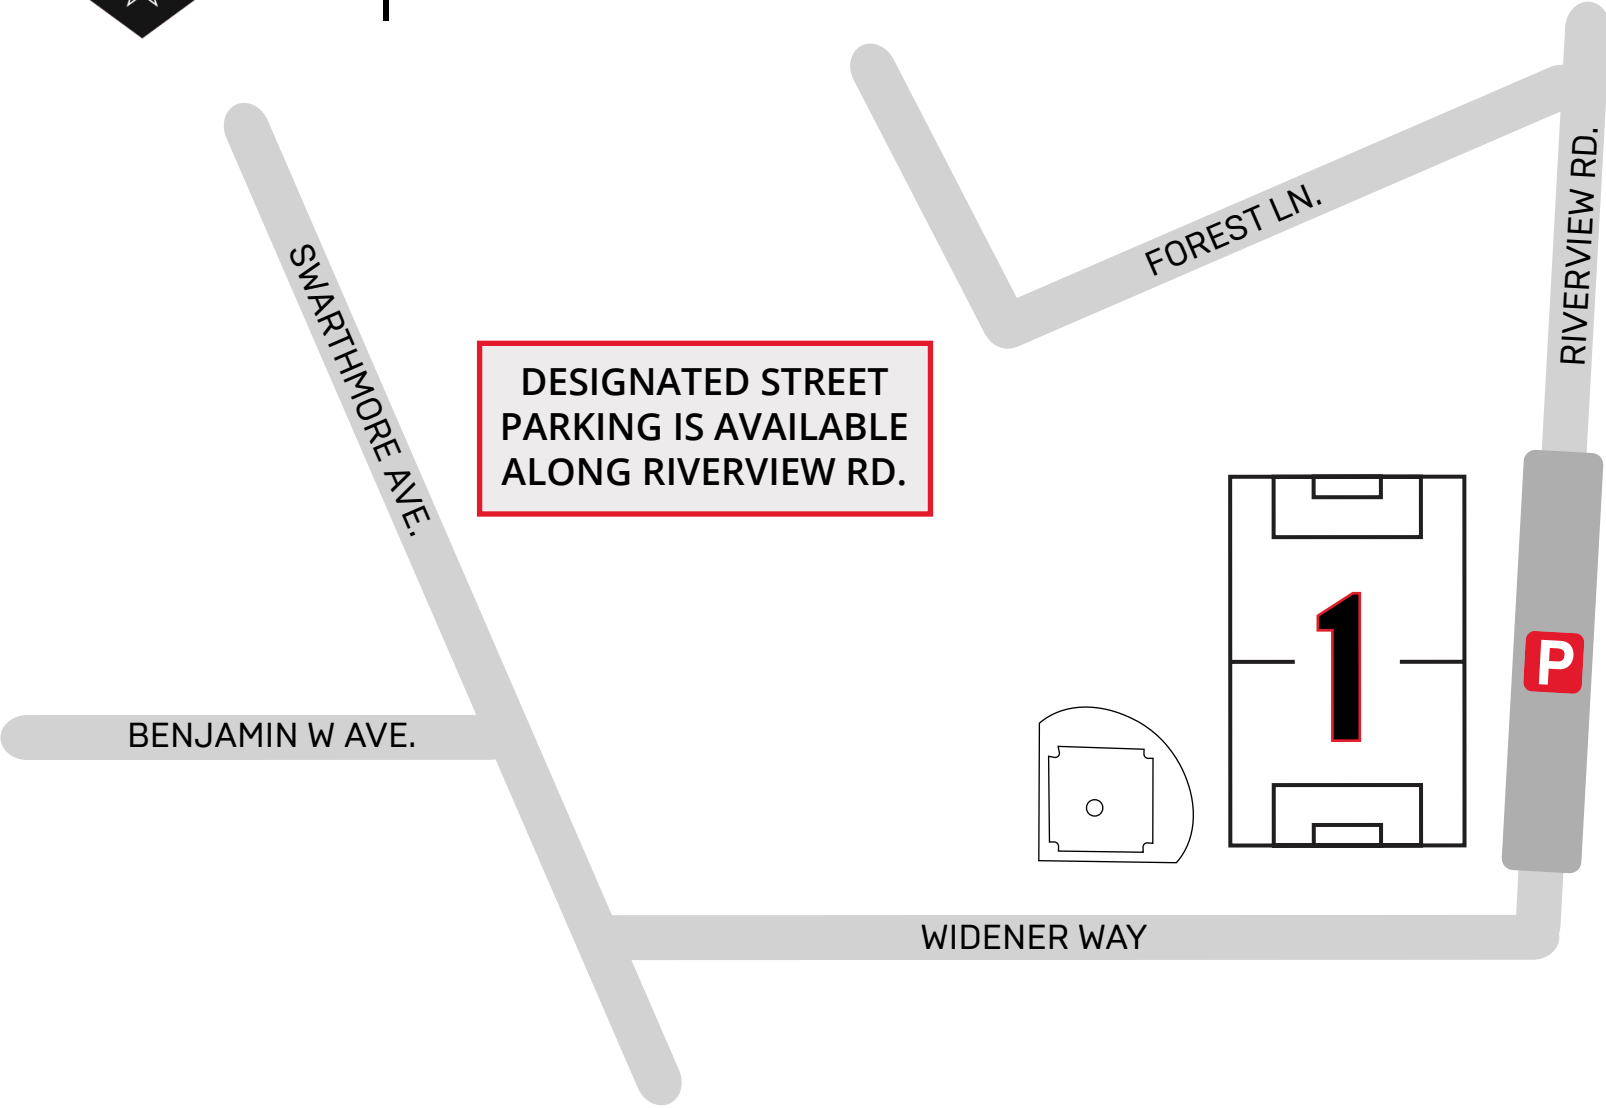 FOREST LN.
RIVERVIEW RD.
SWARTHMORE AVE.
DESIGNATED STREET
PARKING IS AVAILABLE
ALONG RIVERVIEW RD.
1
P
BENJAMIN W AVE.
WIDENER WAY